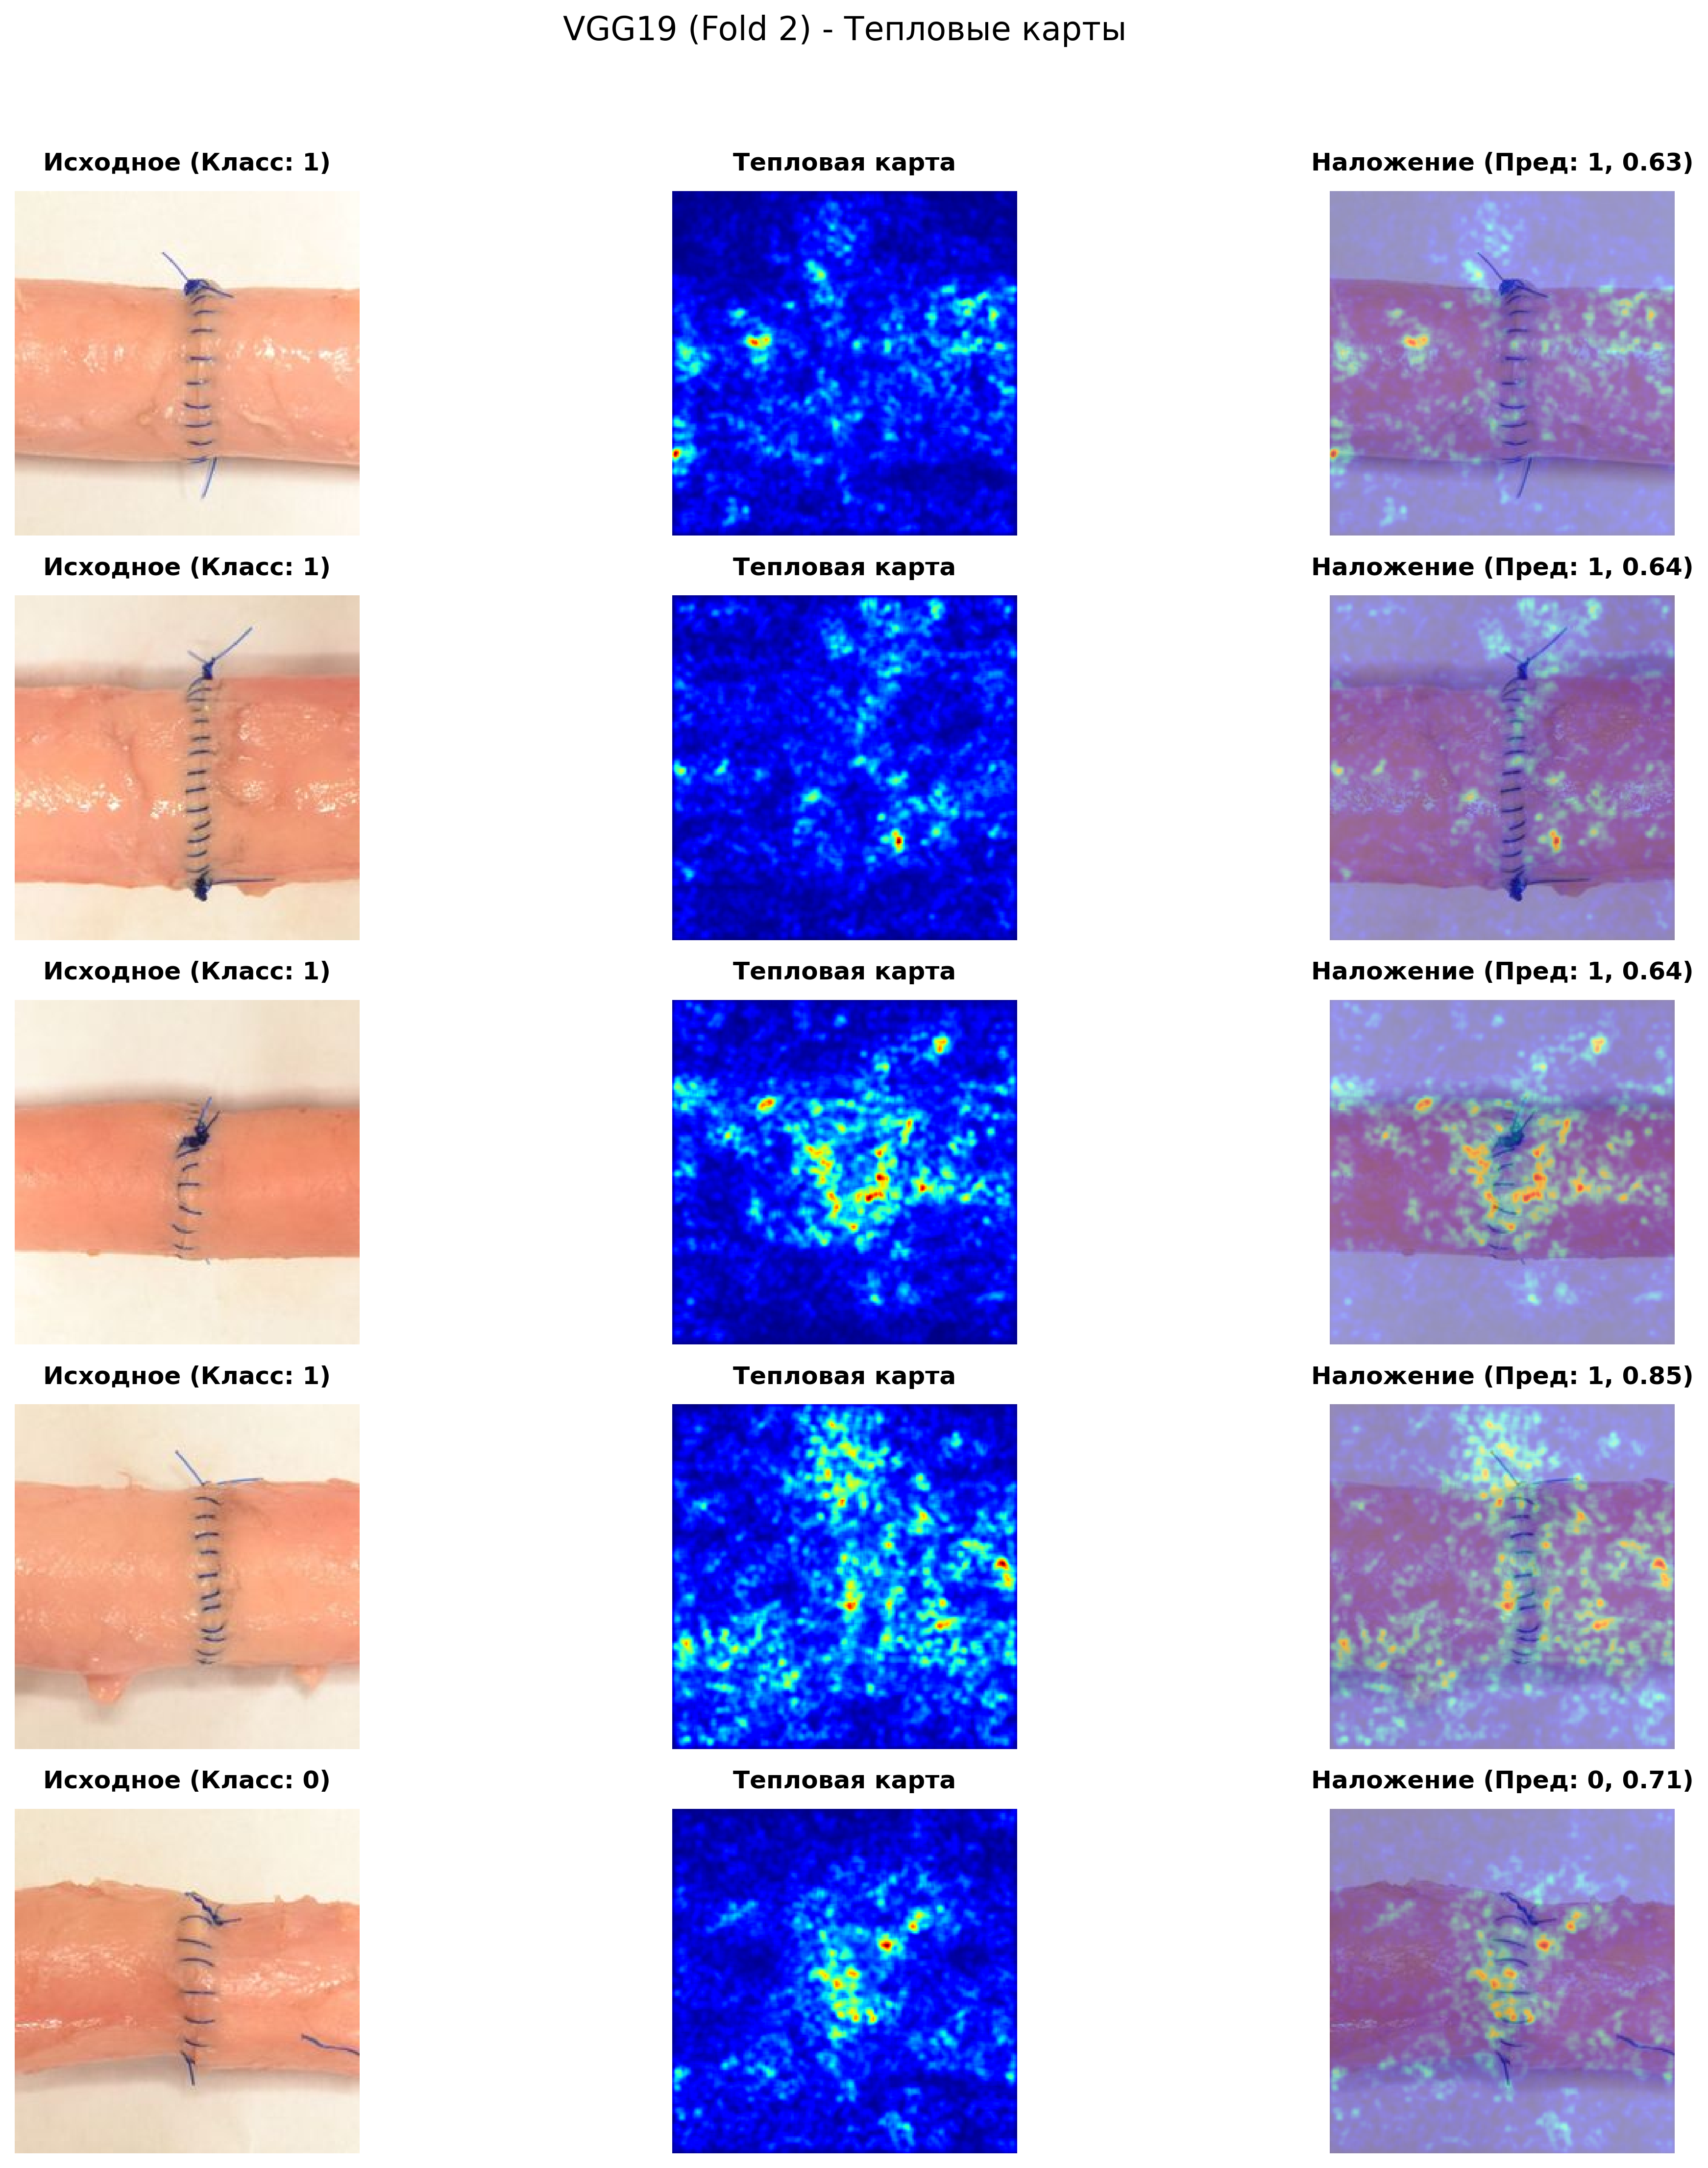 VGG19 (Fold 2) - Тепловые карты
Исходное (Класс: 1)
Тепловая карта
Наложение (Пред: 1, 0.63)
Исходное (Класс: 1)
Тепловая карта
Наложение (Пред: 1, 0.64)
Исходное (Класс: 1)
Тепловая карта
Наложение (Пред: 1, 0.64)
Исходное (Класс: 1)
Тепловая карта
Наложение (Пред: 1, 0.85)
Исходное (Класс: 0)
Тепловая карта
Наложение (Пред: 0, 0.71)